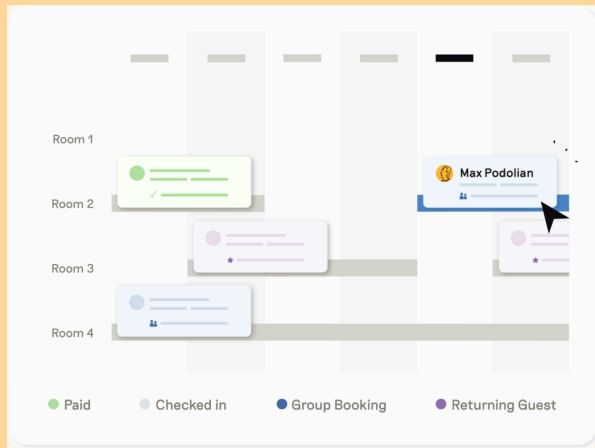 Room 1
Max Podolian
Room 2
Room 3
Room 4
Paid
Checked in
Group Booking
Returning Guest